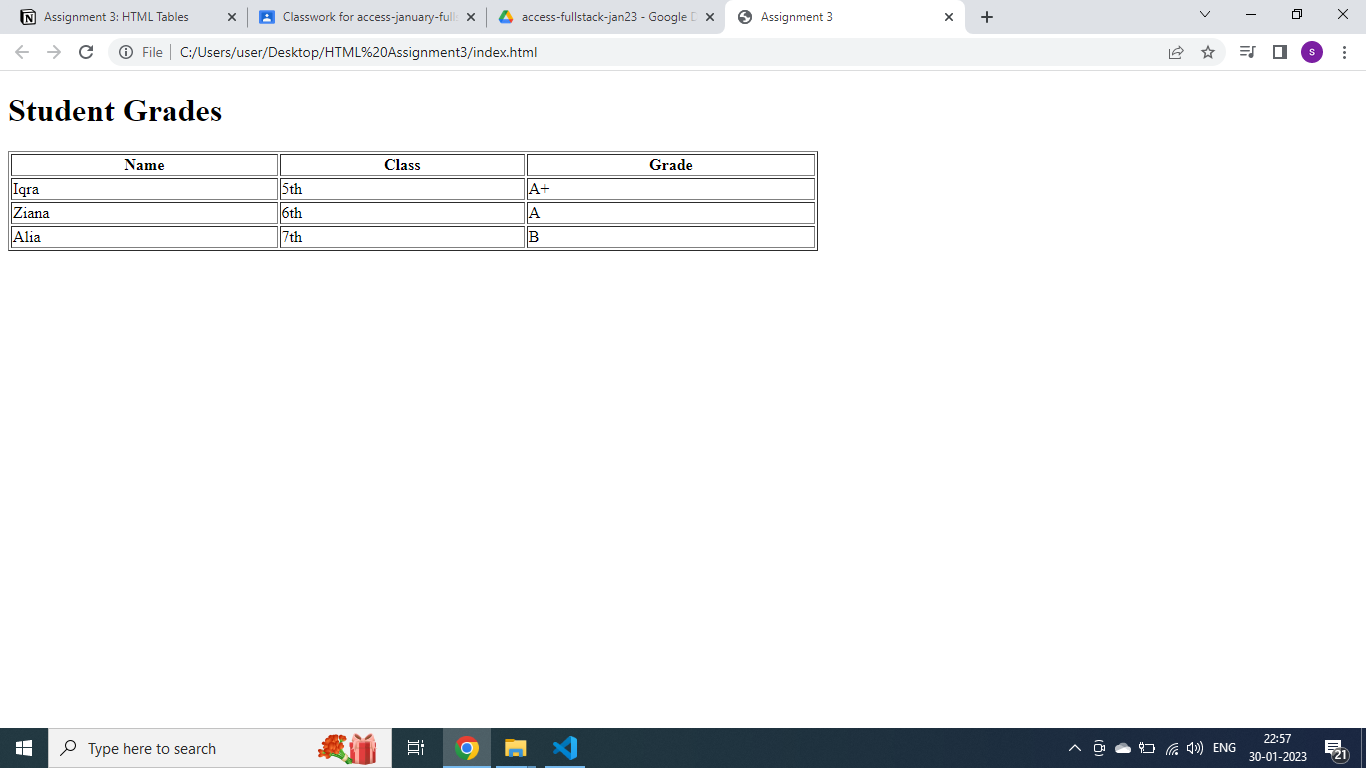 Assignment 3: HTML Tables
Classwork for access-january-full
access-fullstack-jan23 - Google D
Assignment 3
File
C:/Users/user/Desktop/HTML%20Assignment3/index.html
s
Student Grades
Name Class Grade
Iqra 5th A+
Ziana 6th A
Alia 7th B
Type here to search
ENG
22:57
30-01-2023
21